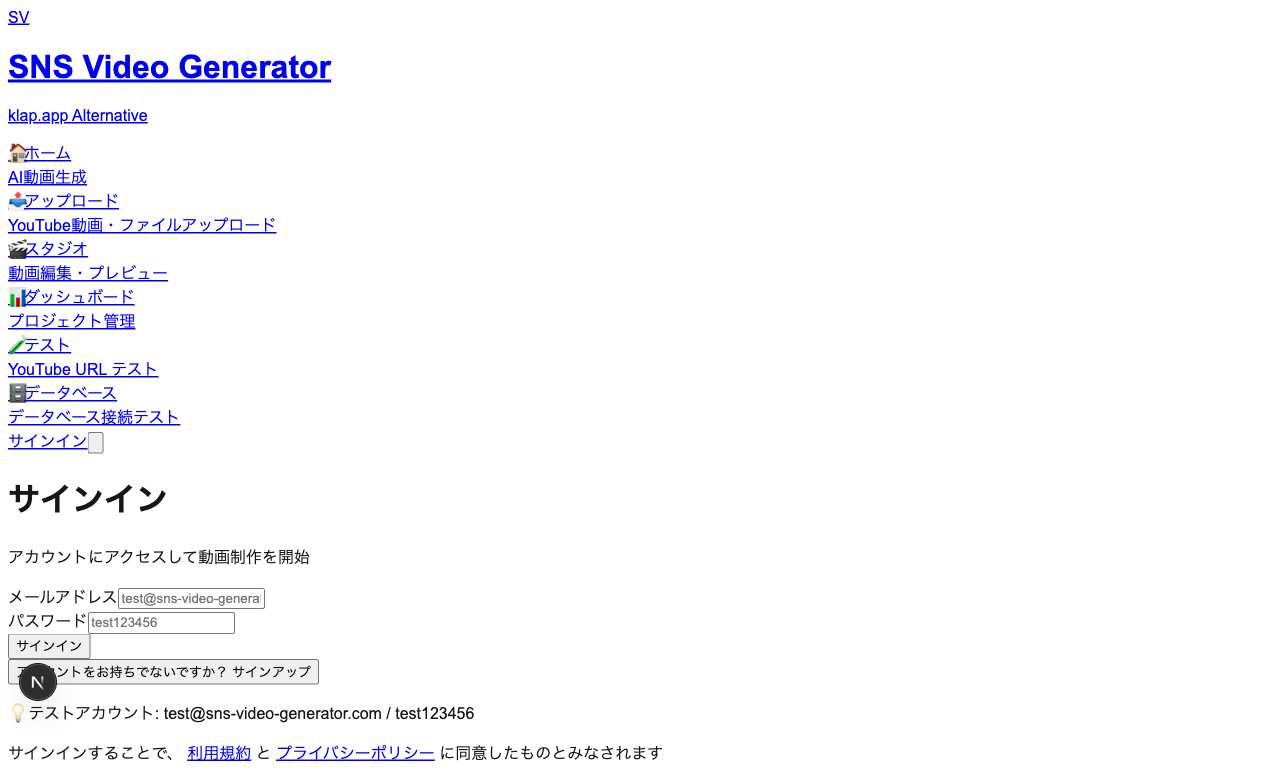 SV
SNS Video Generator
klap.app Alternative
🏠ホーム
AI動画生成
📤アップロード
YouTube動画・ファイルアップロード
🎬スタジオ
動画編集・プレビュー
📊ダッシュボード
プロジェクト管理
🧪テスト
YouTube URL テスト
🗄️データベース
データベース接続テスト
サインイン
サインイン
アカウントにアクセスして動画制作を開始
メールアドレス test@sns-video-genera
パスワード test123456
サインイン
アカウントをお持ちでないですか？ サインアップ
N
💡テストアカウント: test@sns-video-generator.com / test123456
サインインすることで、 利用規約 と プライバシーポリシー に同意したものとみなされます